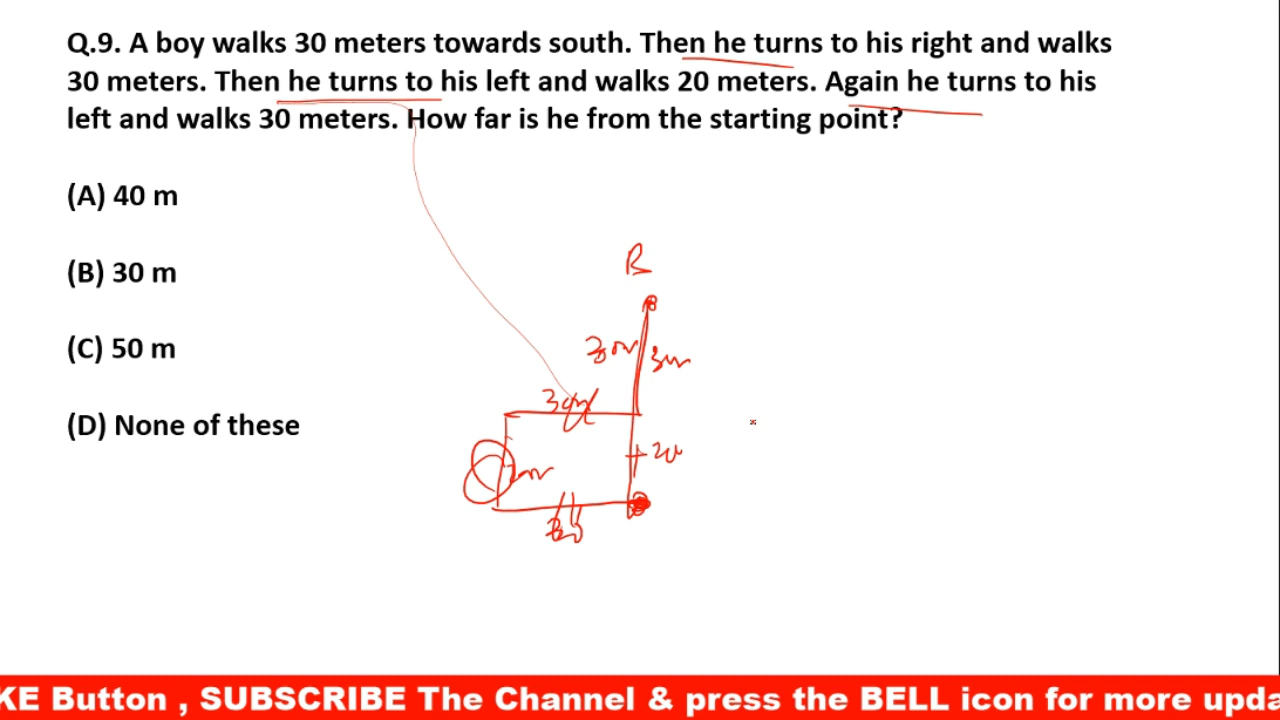 Q.9. A boy walks 30 meters towards south. Then he turns to his right and walks
30 meters. Then he turns to his left and walks 20 meters. Again he turns to his
left and walks 30 meters. How far is he from the starting point?
(A) 40 m
(B) 30 m
(C) 50 m
(D) None of these
30m
KE Button , SUBSCRIBE The Channel & press the BELL icon for more upda